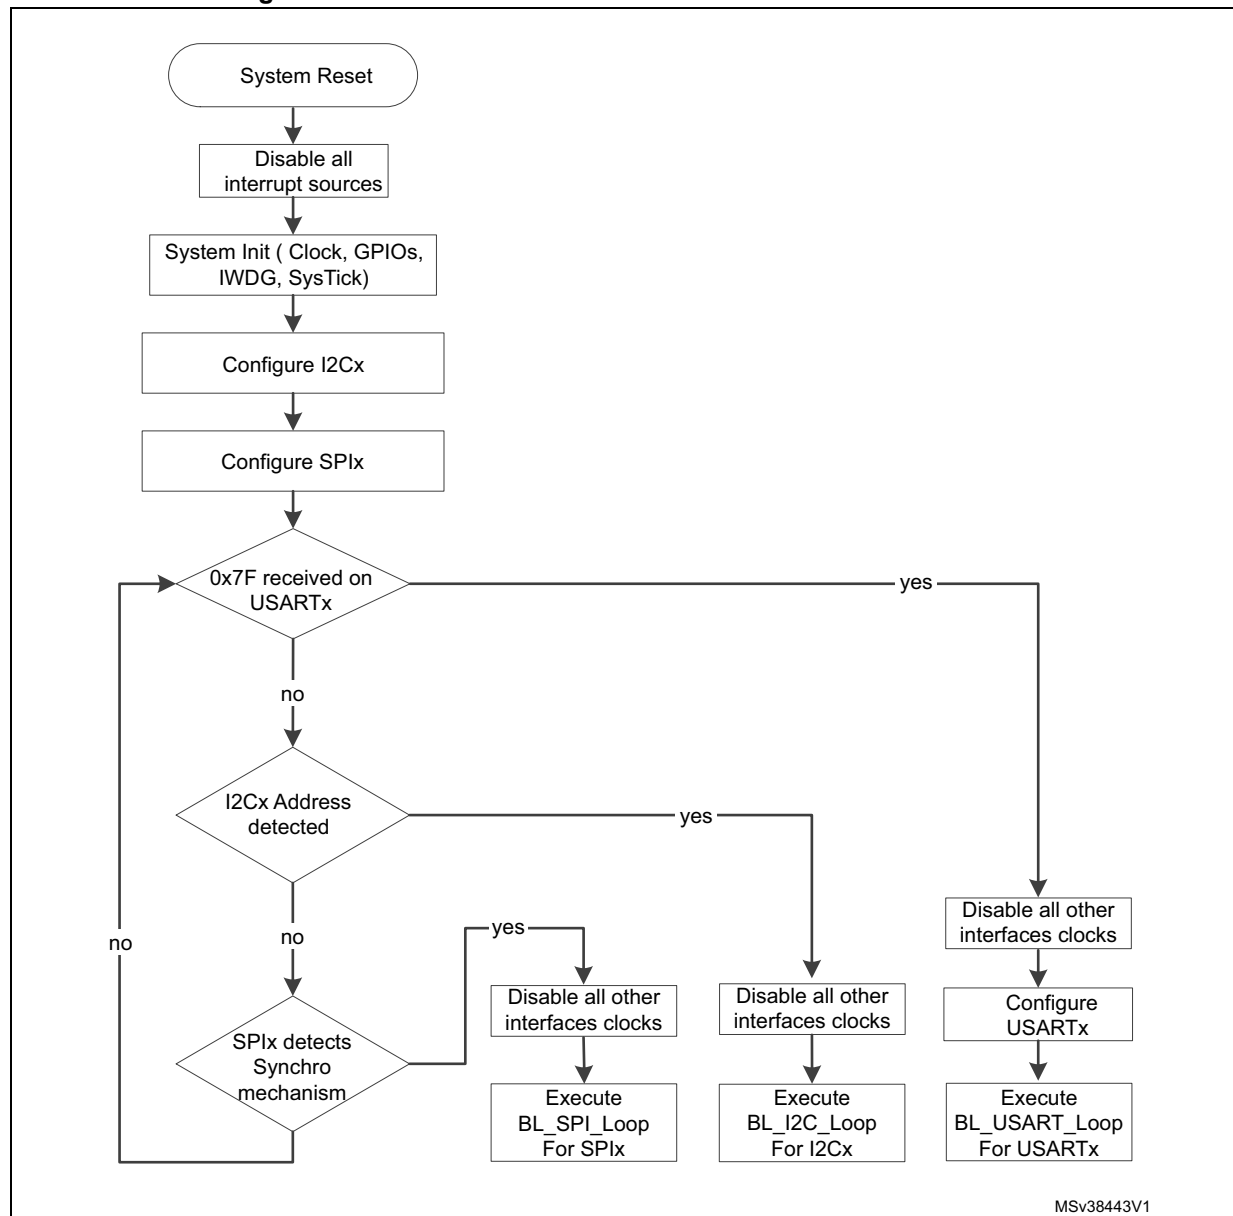 System Reset
Disable all
interrupt sources
System Init ( Clock, GPIOs,
IWDG, SysTick)
Configure I2Cx
Configure SPIx
0x7F received on
USARTx
yes
no
I2Cx Address
detected
yes
no
no
yes
SPIx detects
Synchro
mechanism
Disable all other
interfaces clocks
Execute
BL_SPI_Loop
For SPIx
Disable all other
interfaces clocks
Execute
BL_I2C_Loop
For I2Cx
Disable all other
interfaces clocks
Configure
USARTx
Execute
BL_USART_Loop
For USARTx
MSv38443V1